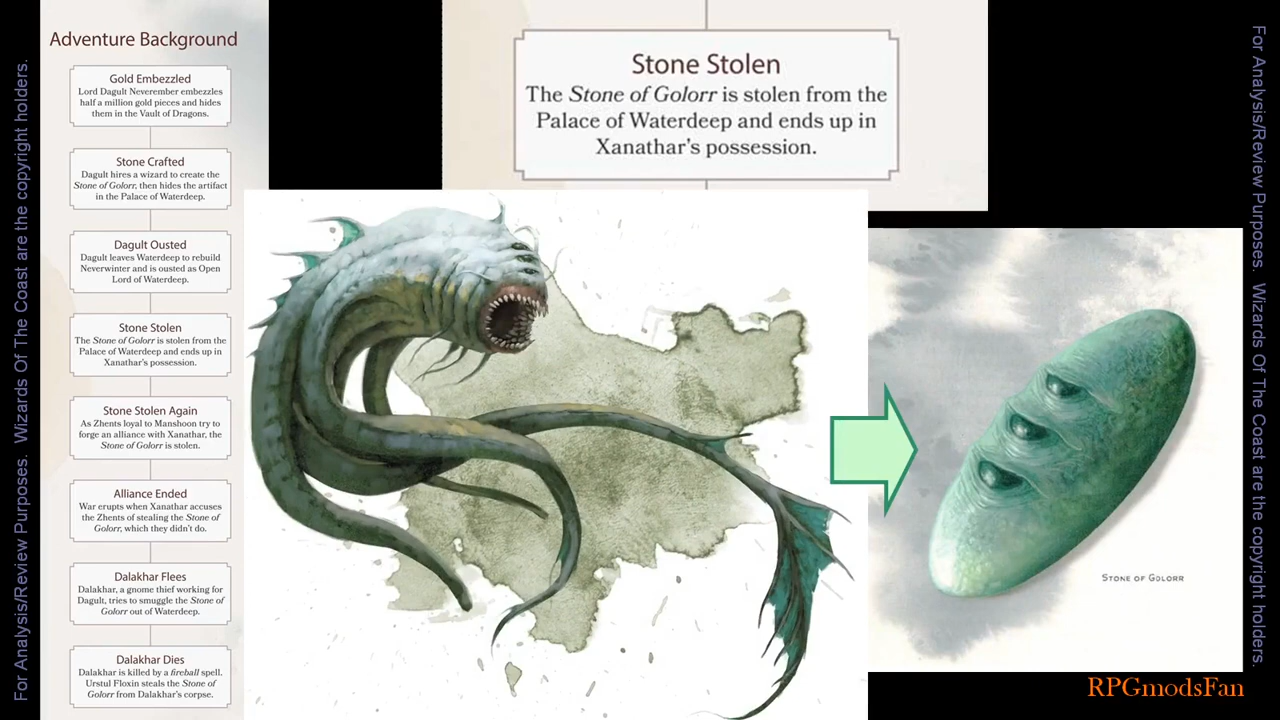 For Analysis/Review Purposes. Wizards Of The Coast are the copyright holders.
Adventure Background
Gold Embezzled
Lord Dagult Neverember embezzles
half a million gold pieces and hides
them in the Vault of Dragons.
Stone Crafted
Dagult hires a wizard to create the
Stone of Golorr, then hides the artifact
in the Palace of Waterdeep.
Dagult Ousted
Dagult leaves Waterdeep to rebuild
Neverwinter and is ousted as Open
Lord of Waterdeep.
Stone Stolen
The Stone of Golorr is stolen from the
Palace of Waterdeep and ends up in
Xanathar's possession.
Stone Stolen Again
As Zhents loyal to Manshoon try to
forge an alliance with Xanathar, the
Stone of Golorr is stolen.
Alliance Ended
War erupts when Xanathar accuses
the Zhents of stealing the Stone of
Golorr, which they didn't do.
Dalakhar Flees
Dalakhar, a gnome thief working for
Dagult, tries to smuggle the Stone of
Golorr out of Waterdeep.
Dalakhar Dies
Dalakhar is killed by a fireball spell.
Urstul Floxin steals the Stone of
Golorr from Dalakhar's corpse.
Stone Stolen
The Stone of Golorr is stolen from the
Palace of Waterdeep and ends up in
Xanathar's possession.
Stone of Golorr
For Analysis/Review Purposes. Wizards Of The Coast are the copyright holders.
RPGmodsFan